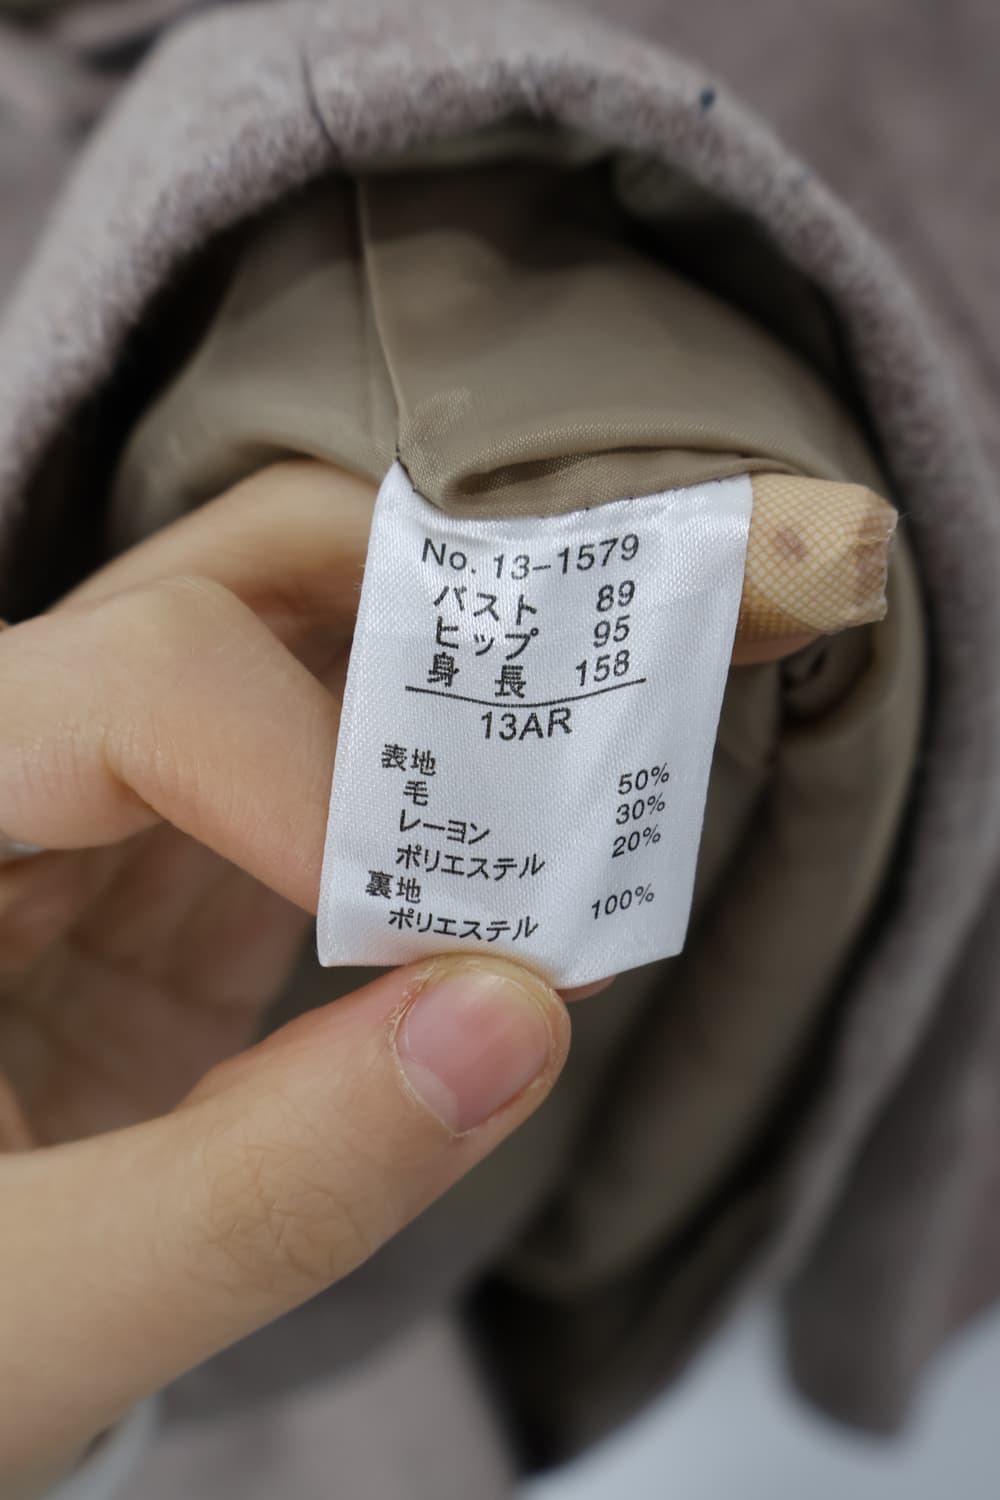 No. 13-1579
バスト 89
ヒップ 95
身長 158
13AR
表地
毛 50%
レーヨン 30%
ポリエステル 20%
裏地
ポリエステル 100%